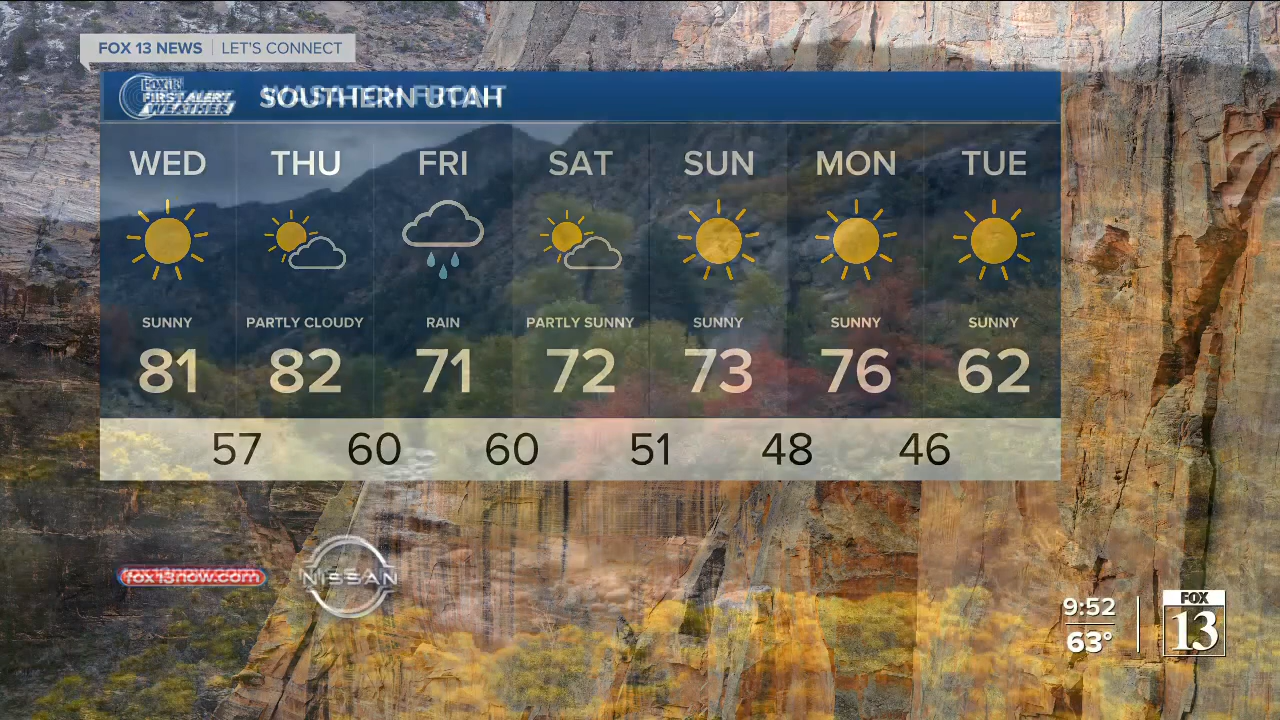 FOX 13 NEWS | LET'S CONNECT
FOX 13
FIRST ALERT
WEATHER
SOUTHERN UTAH
WASATCH FRONT
WED THU FRI SAT SUN MON TUE
SUNNY PARTLY CLOUDY RAIN PARTLY SUNNY SUNNY SUNNY SUNNY
81 82 71 72 73 76 62
57 60 60 51 48 46
fox13now.com
NISSAN
9:52
63°
FOX
13